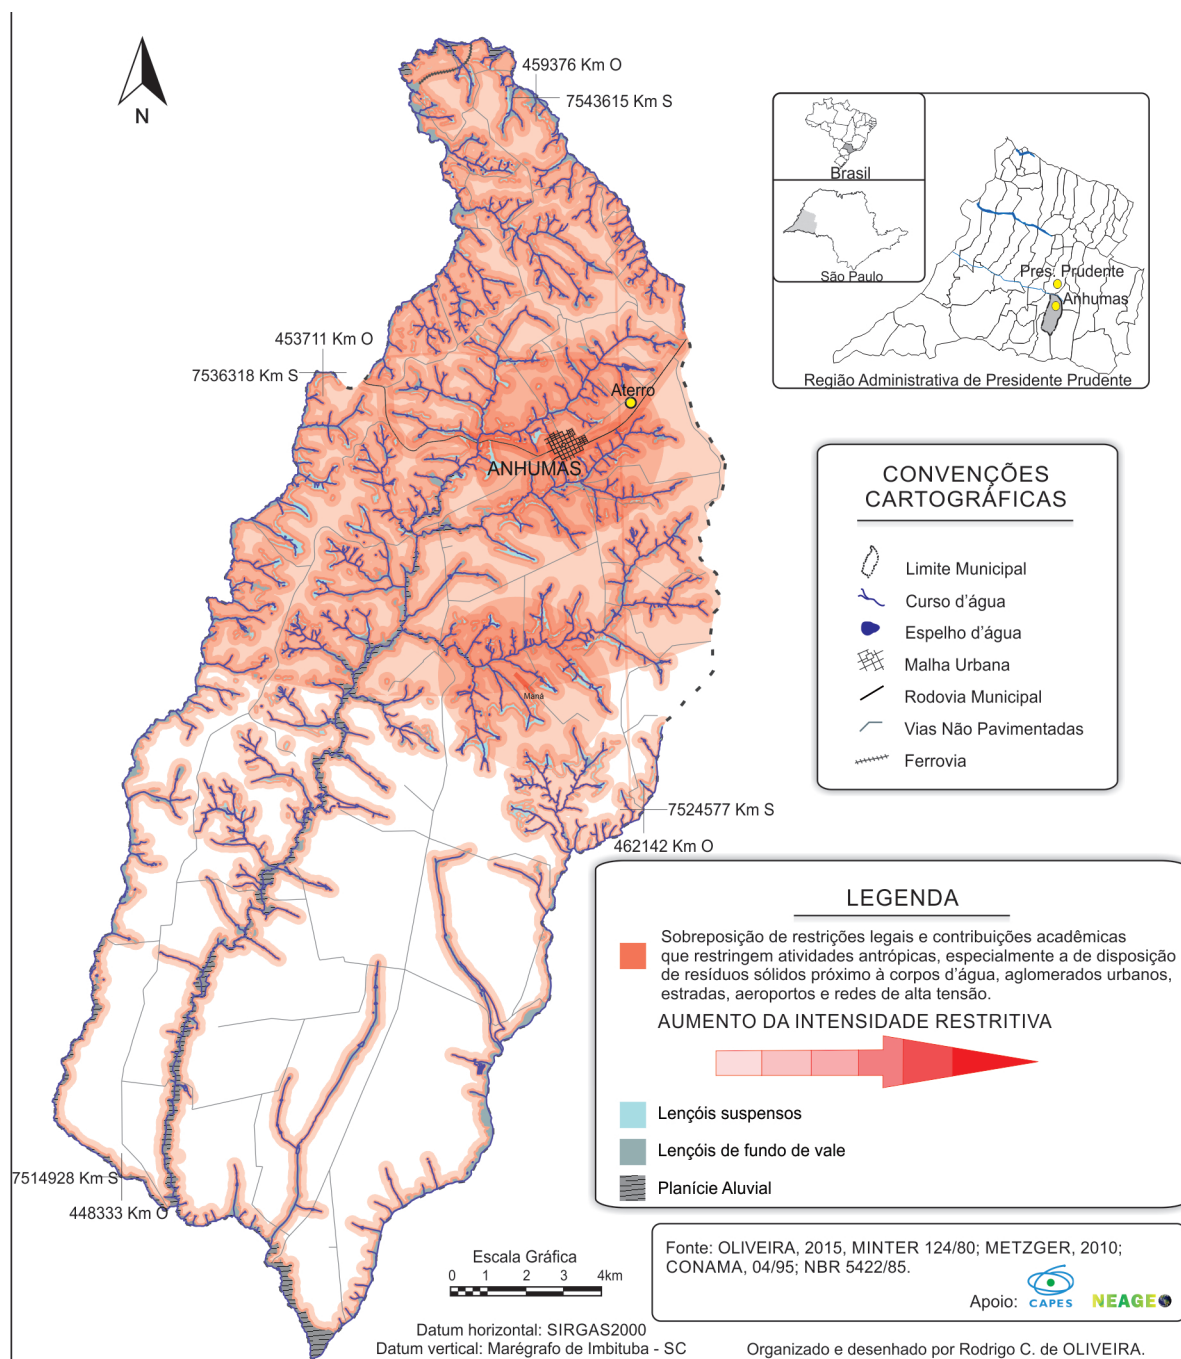 N
459376 Km O
7543615 Km S
453711 Km O
7536318 Km S
Aterro
ANHUMAS
Maná
7524577 Km S
462142 Km O
7514928 Km S
448333 Km O
Brasil
São Paulo
Pres. Prudente
Anhumas
Região Administrativa de Presidente Prudente
CONVENÇÕES
CARTOGRÁFICAS
Limite Municipal
Curso d'água
Espelho d'água
Malha Urbana
Rodovia Municipal
Vias Não Pavimentadas
Ferrovia
LEGENDA
Sobreposição de restrições legais e contribuições acadêmicas
que restringem atividades antrópicas, especialmente a de disposição
de resíduos sólidos próximo à corpos d'água, aglomerados urbanos,
estradas, aeroportos e redes de alta tensão.
AUMENTO DA INTENSIDADE RESTRITIVA
Lençóis suspensos
Lençóis de fundo de vale
Planície Aluvial
Escala Gráfica
0 1 2 3 4km
Datum horizontal: SIRGAS2000
Datum vertical: Marégrafo de Imbituba - SC
Fonte: OLIVEIRA, 2015, MINTER 124/80; METZGER, 2010;
CONAMA, 04/95; NBR 5422/85.
Apoio: CAPES NEAGEO
Organizado e desenhado por Rodrigo C. de OLIVEIRA.